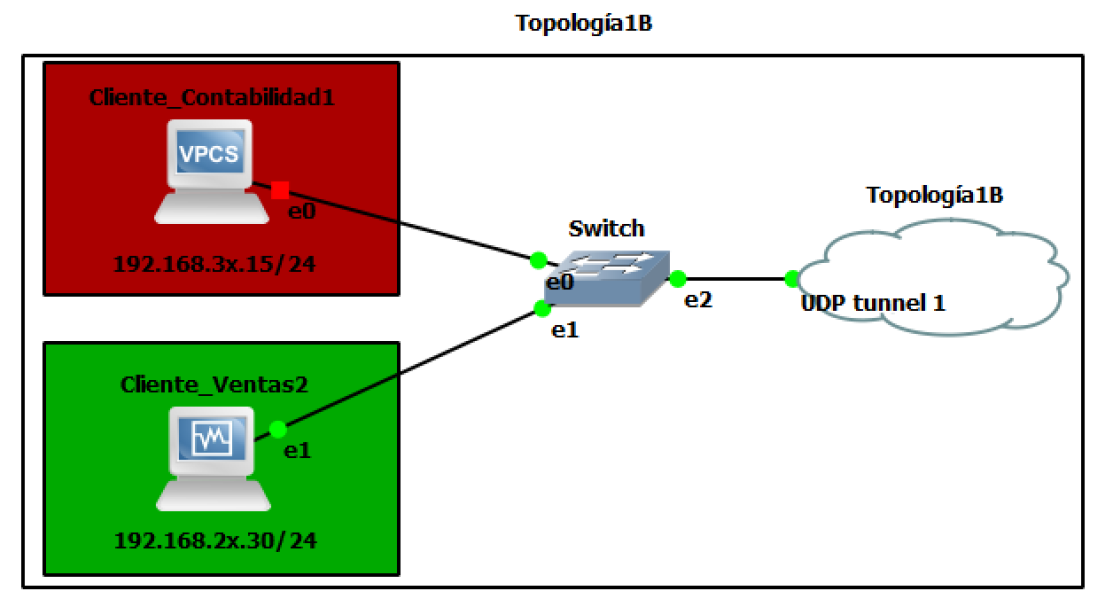 Topología1B
Cliente_Contabilidad1
VPCS
e0
192.168.3x.15/24
Switch
e0
e1
e2
Topología1B
UDP tunnel 1
Cliente_Ventas2
e1
192.168.2x.30/24